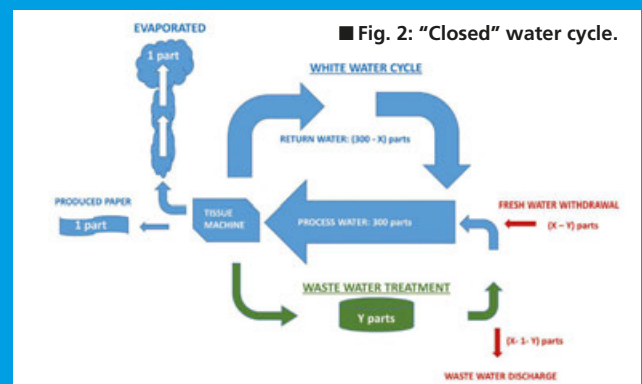 ■ Fig. 2: “Closed” water cycle.
EVAPORATED
1 part
WHITE WATER CYCLE
RETURN WATER: (300 - X) parts
PRODUCED PAPER
1 part
TISSUE
MACHINE
PROCESS WATER: 300 parts
FRESH WATER WITHDRAWAL
(X – Y) parts
WASTE WATER TREATMENT
Y parts
(X- 1- Y) parts
WASTE WATER DISCHARGE